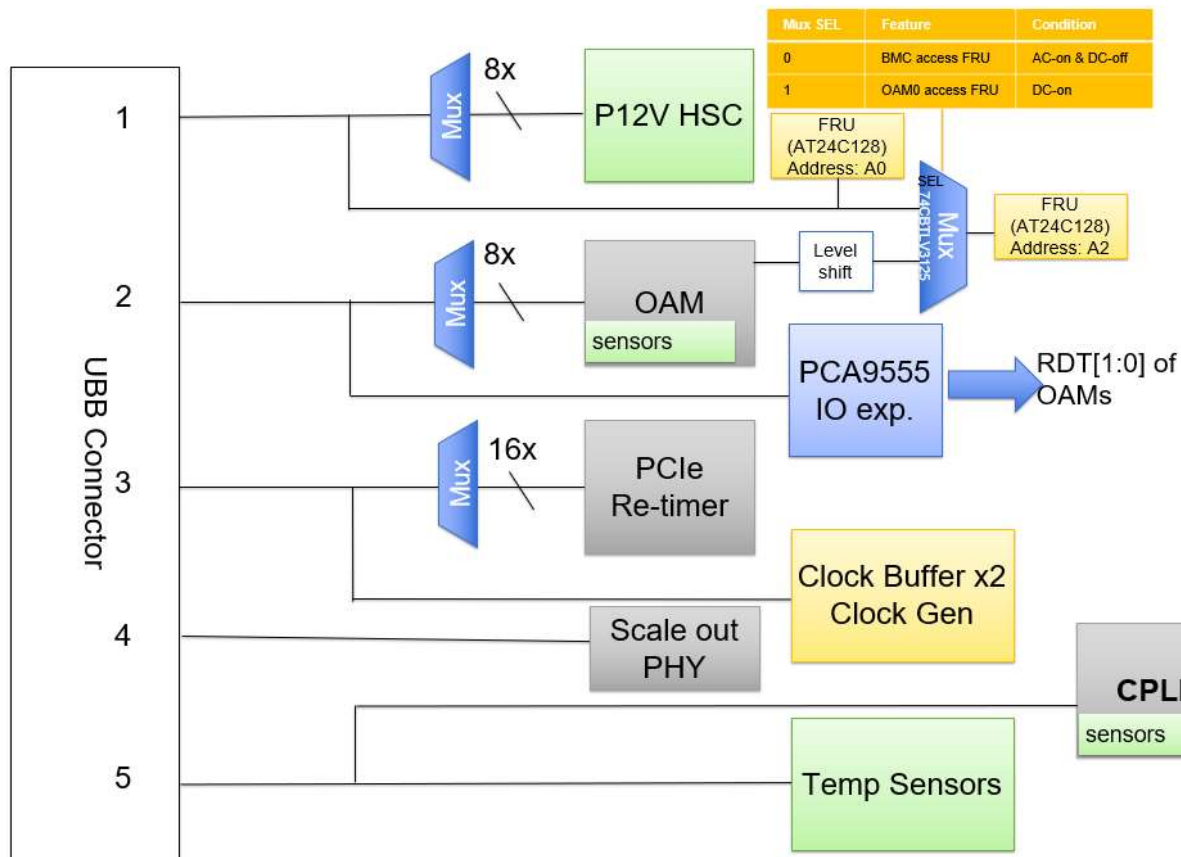 Mux SEL Feature Condition
0 BMC access FRU AC-on & DC-off
1 OAM0 access FRU DC-on
UBB Connector
1
Mux
8x
P12V HSC
FRU
(AT24C128)
Address: A0
SEL
74CBTLV3125
Mux
FRU
(AT24C128)
Address: A2
2
Mux
8x
OAM
sensors
Level
shift
PCA9555
IO exp.
RDT[1:0] of
OAMs
3
Mux
16x
PCIe
Re-timer
Clock Buffer x2
Clock Gen
4
Scale out
PHY
CPL
sensors
5
Temp Sensors